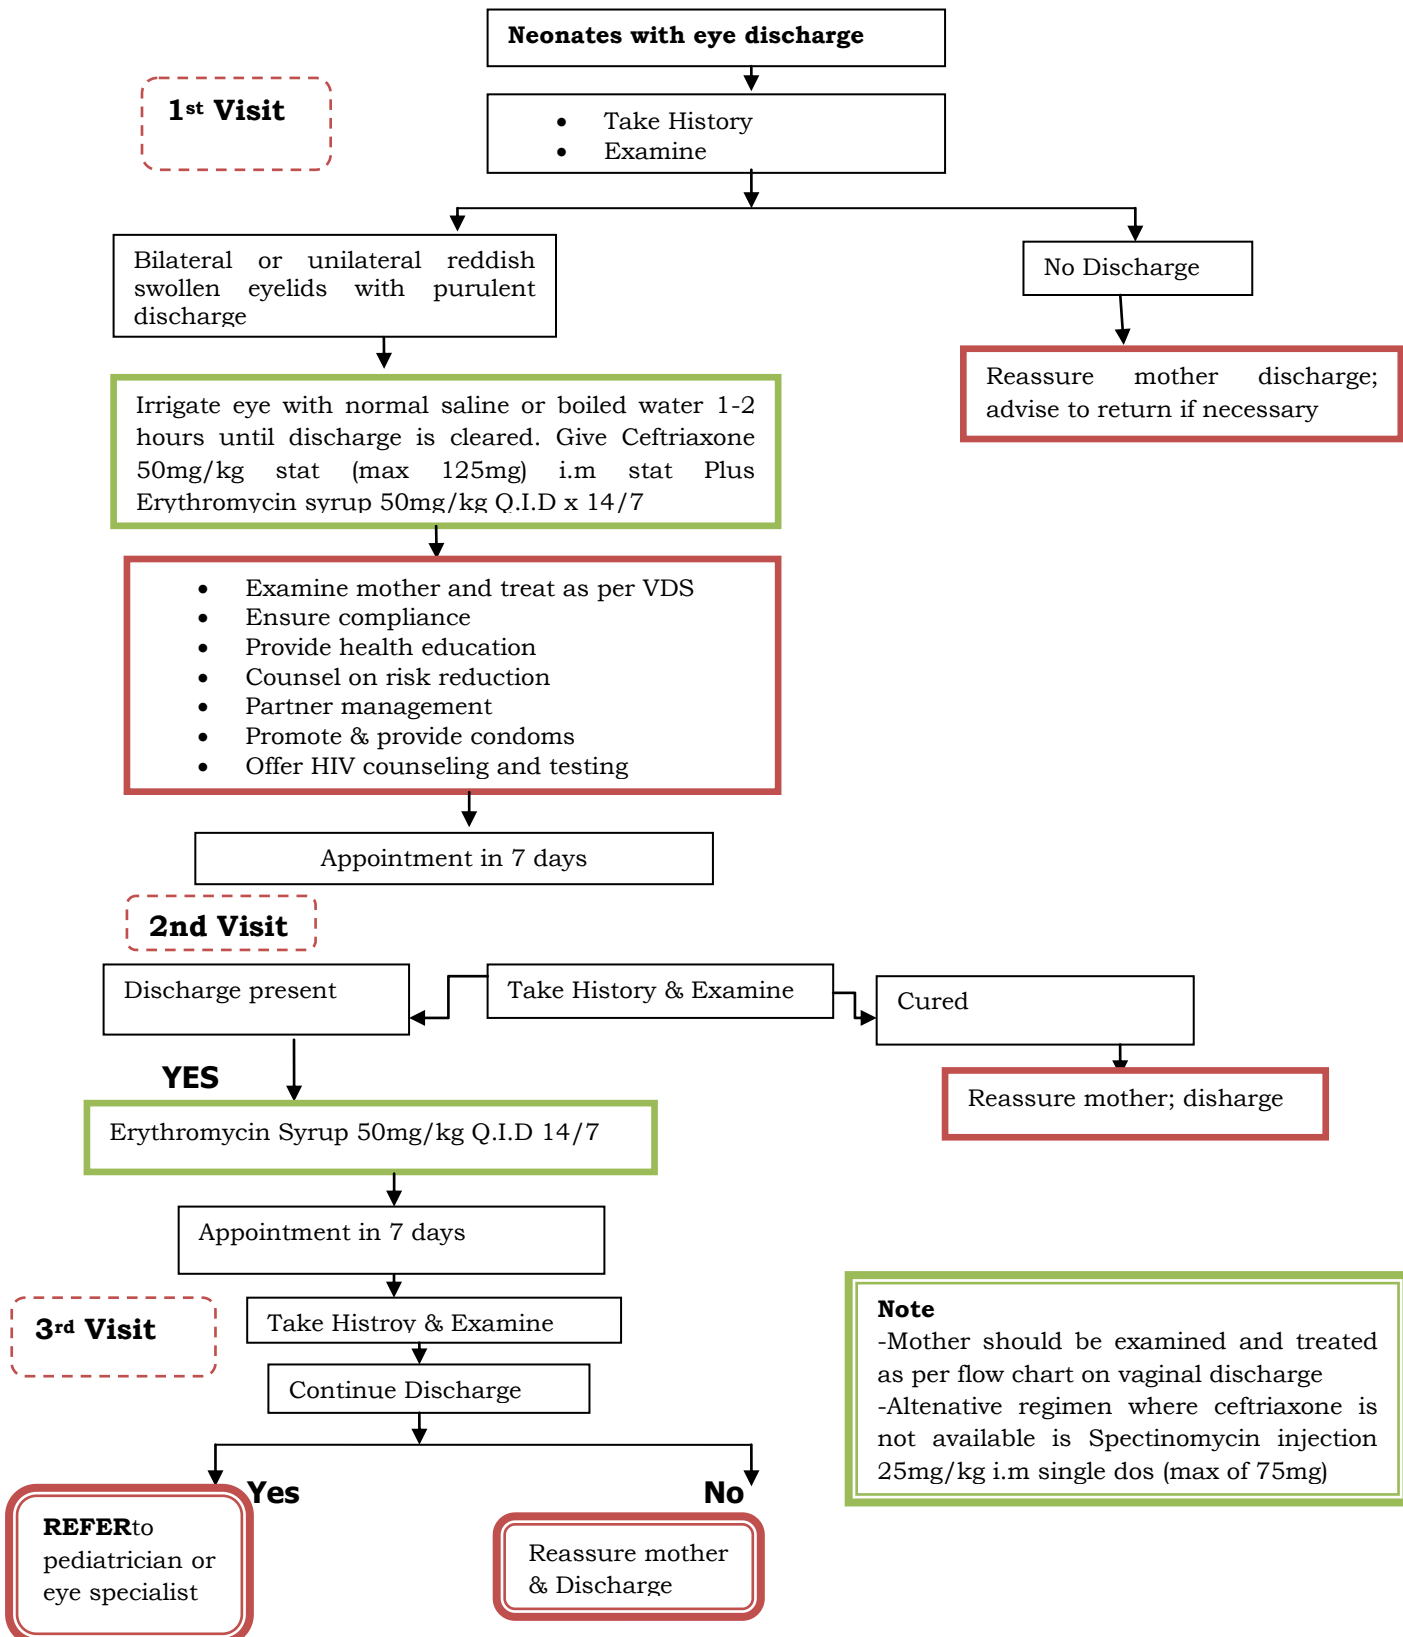 Neonates with eye discharge
1st Visit
• Take History
• Examine
Bilateral or unilateral reddish
swollen eyelids with purulent
discharge
No Discharge
Irrigate eye with normal saline or boiled water 1-2
hours until discharge is cleared. Give Ceftriaxone
50mg/kg stat (max 125mg) i.m stat Plus
Erythromycin syrup 50mg/kg Q.I.D x 14/7
Reassure mother discharge;
advise to return if necessary
• Examine mother and treat as per VDS
• Ensure compliance
• Provide health education
• Counsel on risk reduction
• Partner management
• Promote & provide condoms
• Offer HIV counseling and testing
Appointment in 7 days
2nd Visit
Discharge present
Take History & Examine
Cured
YES
Reassure mother; disharge
Erythromycin Syrup 50mg/kg Q.I.D 14/7
Appointment in 7 days
3rd Visit
Take Histroy & Examine
Continue Discharge
Yes
No
REFERto
pediatrician or
eye specialist
Reassure mother
& Discharge
Note
-Mother should be examined and treated
as per flow chart on vaginal discharge
-Altenative regimen where ceftriaxone is
not available is Spectinomycin injection
25mg/kg i.m single dos (max of 75mg)